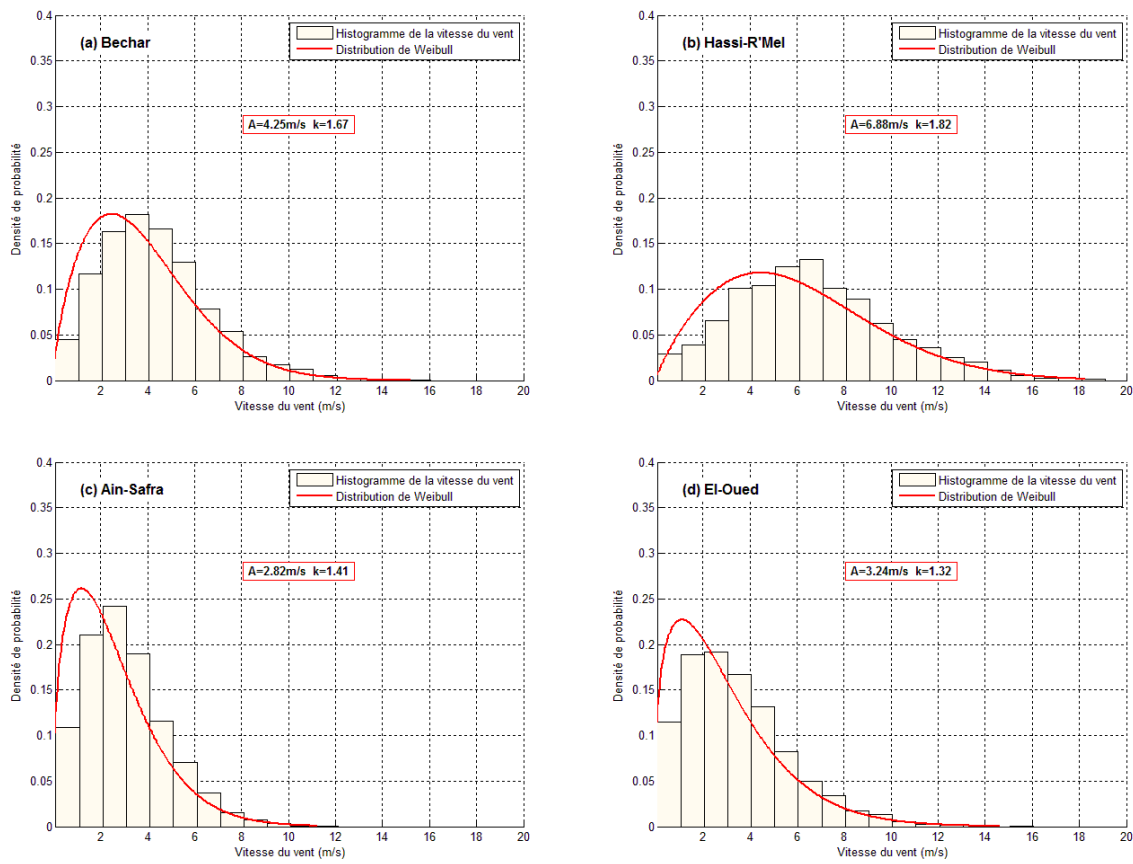 (a) Bechar
Histogramme de la vitesse du vent
Distribution de Weibull
A=4.25m/s k=1.67
Densité de probabilité
0.4
0.35
0.3
0.25
0.2
0.15
0.1
0.05
0
2 4 6 8 10 12 14 16 18 20
Vitesse du vent (m/s)
(b) Hassi-R'Mel
Histogramme de la vitesse du vent
Distribution de Weibull
A=6.88m/s k=1.82
Densité de probabilité
0.4
0.35
0.3
0.25
0.2
0.15
0.1
0.05
0
2 4 6 8 10 12 14 16 18 20
Vitesse du vent (m/s)
(c) Ain-Safra
Histogramme de la vitesse du vent
Distribution de Weibull
A=2.82m/s k=1.41
Densité de probabilité
0.4
0.35
0.3
0.25
0.2
0.15
0.1
0.05
0
2 4 6 8 10 12 14 16 18 20
Vitesse du vent (m/s)
(d) El-Oued
Histogramme de la vitesse du vent
Distribution de Weibull
A=3.24m/s k=1.32
Densité de probabilité
0.4
0.35
0.3
0.25
0.2
0.15
0.1
0.05
0
2 4 6 8 10 12 14 16 18 20
Vitesse du vent (m/s)